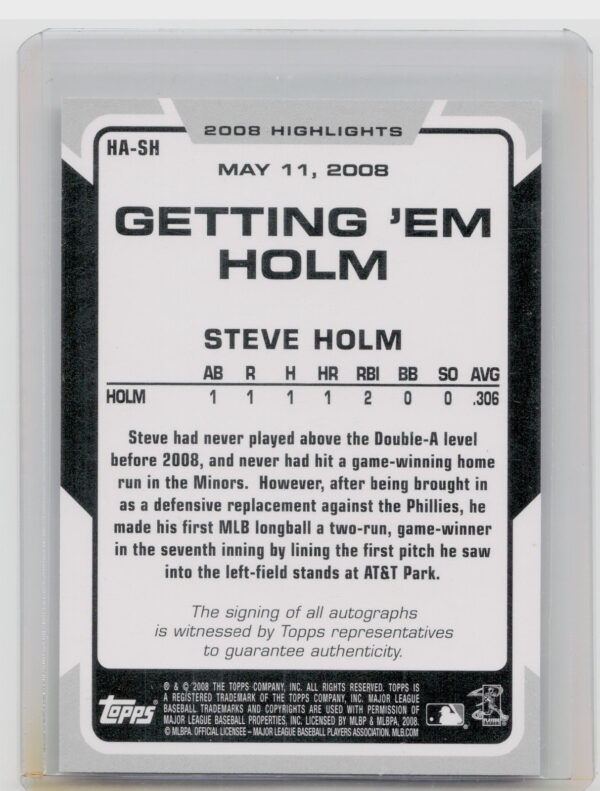 2008 HIGHLIGHTS
HA-SH
MAY 11, 2008
GETTING 'EM
HOLM
STEVE HOLM
AB R H HR RBI BB SO AVG
HOLM 1 1 1 1 2 0 0 .306
Steve had never played above the Double-A level
before 2008, and never had hit a game-winning home
run in the Minors. However, after being brought in
as a defensive replacement against the Phillies, he
made his first MLB longball a two-run, game-winner
in the seventh inning by lining the first pitch he saw
into the left-field stands at AT&T Park.
The signing of all autographs
is witnessed by Topps representatives
to guarantee authenticity.
® & © 2008 THE TOPPS COMPANY, INC. ALL RIGHTS RESERVED. TOPPS IS
A REGISTERED TRADEMARK OF THE TOPPS COMPANY, INC. MAJOR LEAGUE
BASEBALL TRADEMARKS AND COPYRIGHTS ARE USED WITH PERMISSION OF
MAJOR LEAGUE BASEBALL PROPERTIES, INC. LICENSED BY MLBP & MLBPA, 2008.
© MLBPA. OFFICIAL LICENSEE – MAJOR LEAGUE BASEBALL PLAYERS ASSOCIATION. MLB.COM
Topps